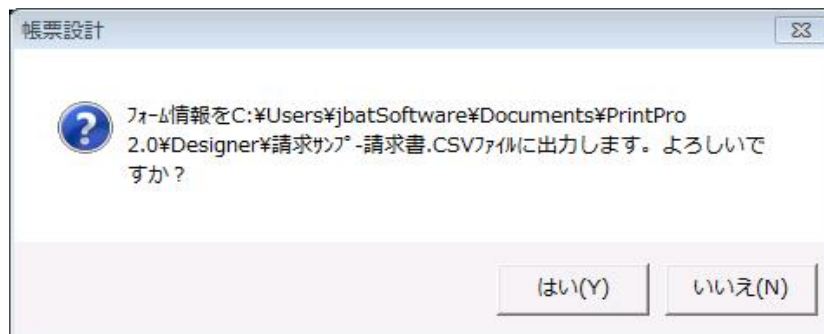 帳票設計
ﾌｫｰﾑ情報をC:¥Users¥jbatSoftware¥Documents¥PrintPro
2.0¥Designer¥請求ｻﾝﾌﾟ-請求書.CSVﾌｧｲﾙに出力します。よろしいで
すか？
はい(Y)
いいえ(N)